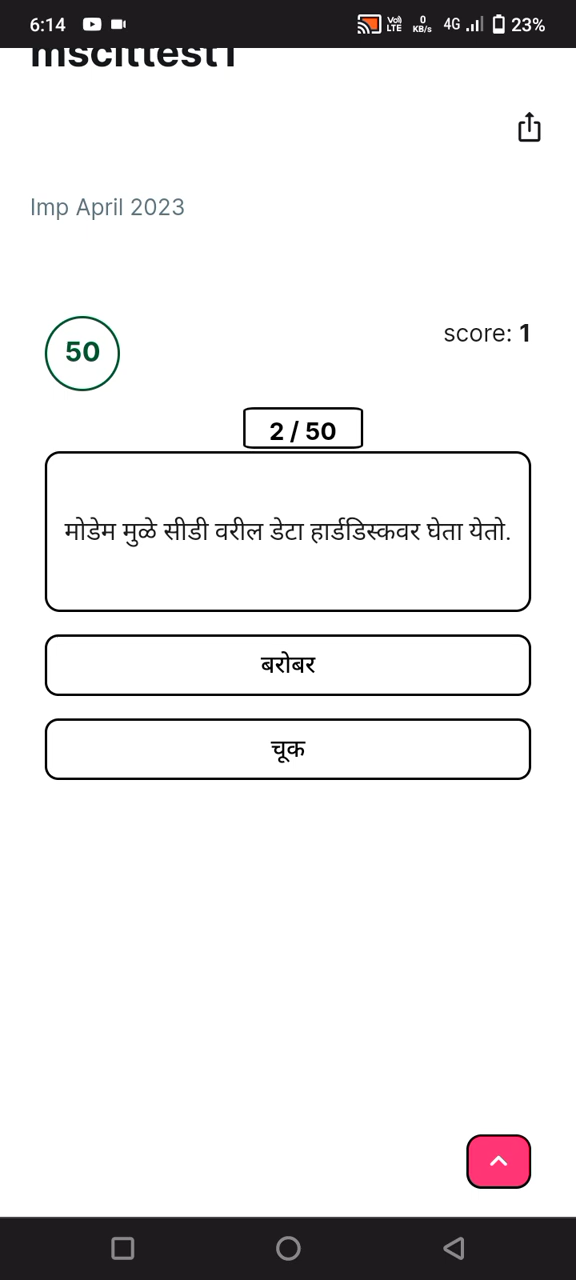 6:14
Vo) LTE
0 KB/s
4G
23%
mscittest1
Imp April 2023
50
score: 1
2 / 50
मोडेम मुळे सीडी वरील डेटा हार्डडिस्कवर घेता येतो.
बरोबर
चूक